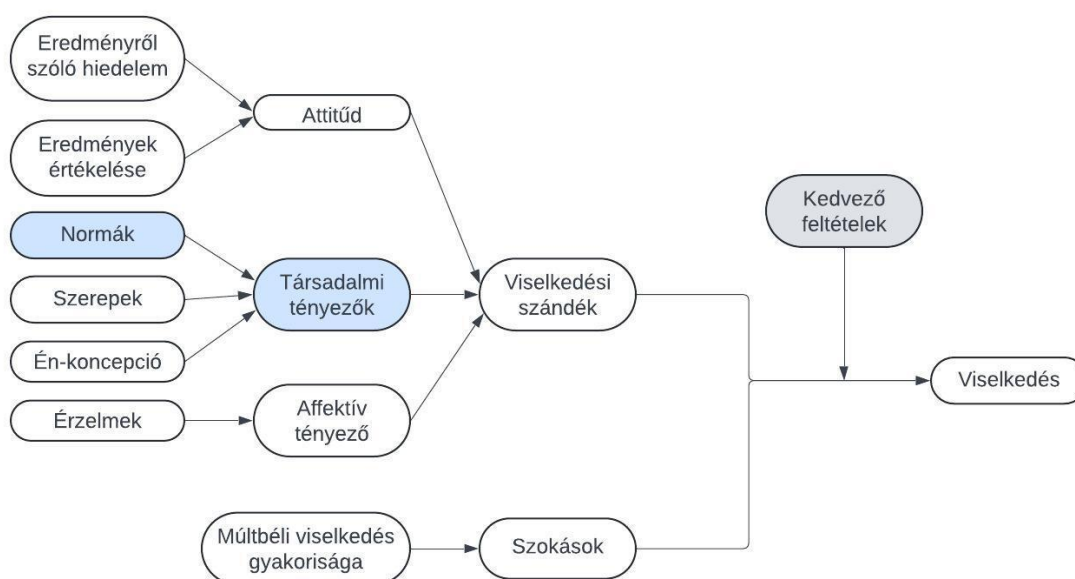 Eredményről
szóló hiedelem
Attitűd
Eredmények
értékelése
Kedvező
feltételek
Normák
Társadalmi
tényezők
Viselkedési
szándék
Szerepek
Én-koncepció
Viselkedés
Érzelmek
Affektív
tényező
Múltbéli viselkedés
gyakorisága
Szokások